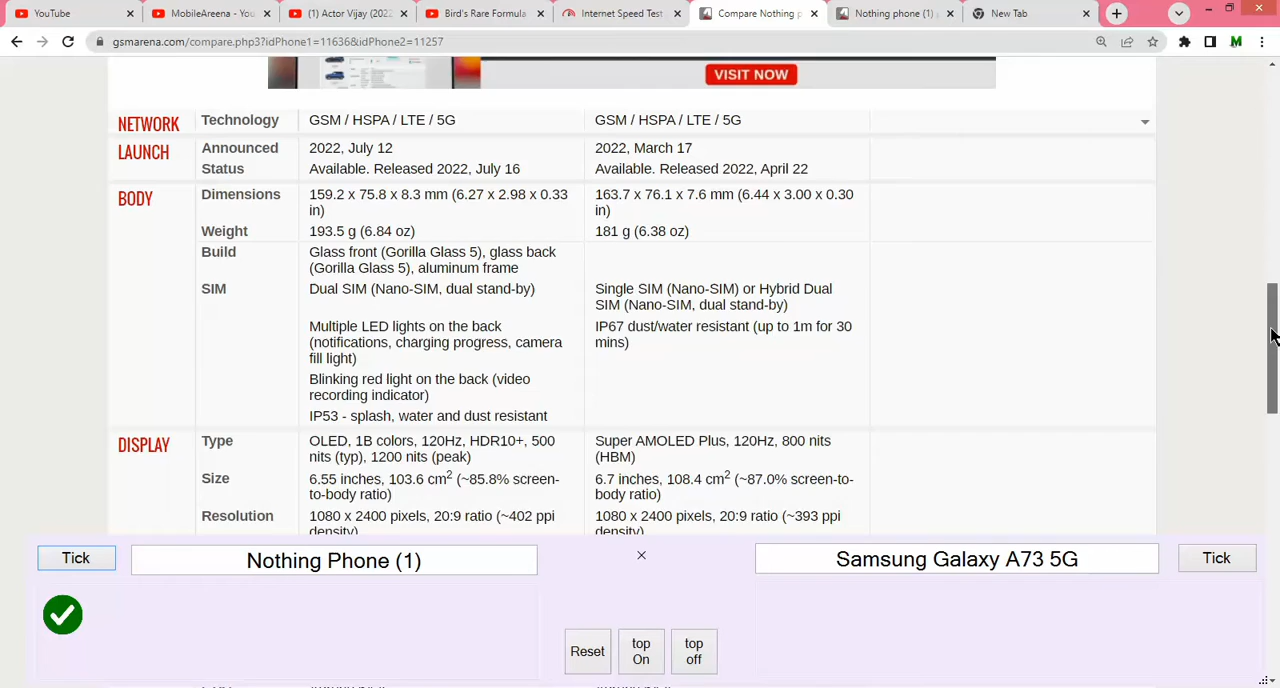 YouTube
MobileAreena - You
(1) Actor Vijay (202
Bird's Rare Formula
Internet Speed Test
Compare Nothing p
Nothing phone (1)
New Tab
gsmarena.com/compare.php3?idPhone1=11636&idPhone2=11257
VISIT NOW
NETWORK Technology GSM / HSPA / LTE / 5G GSM / HSPA / LTE / 5G
LAUNCH Announced 2022, July 12 2022, March 17
Status Available. Released 2022, July 16 Available. Released 2022, April 22
BODY Dimensions 159.2 x 75.8 x 8.3 mm (6.27 x 2.98 x 0.33 163.7 x 76.1 x 7.6 mm (6.44 x 3.00 x 0.30
in) in)
Weight 193.5 g (6.84 oz) 181 g (6.38 oz)
Build Glass front (Gorilla Glass 5), glass back
(Gorilla Glass 5), aluminum frame
SIM Dual SIM (Nano-SIM, dual stand-by) Single SIM (Nano-SIM) or Hybrid Dual
SIM (Nano-SIM, dual stand-by)
Multiple LED lights on the back IP67 dust/water resistant (up to 1m for 30
(notifications, charging progress, camera mins)
fill light)
Blinking red light on the back (video
recording indicator)
IP53 - splash, water and dust resistant
DISPLAY Type OLED, 1B colors, 120Hz, HDR10+, 500 Super AMOLED Plus, 120Hz, 800 nits
nits (typ), 1200 nits (peak) (HBM)
Size 6.55 inches, 103.6 cm2 (~85.8% screen- 6.7 inches, 108.4 cm2 (~87.0% screen-to-
to-body ratio) body ratio)
Resolution 1080 x 2400 pixels, 20:9 ratio (~402 ppi 1080 x 2400 pixels, 20:9 ratio (~393 ppi
density) density)
Tick Nothing Phone (1) × Samsung Galaxy A73 5G Tick
Reset top On top off